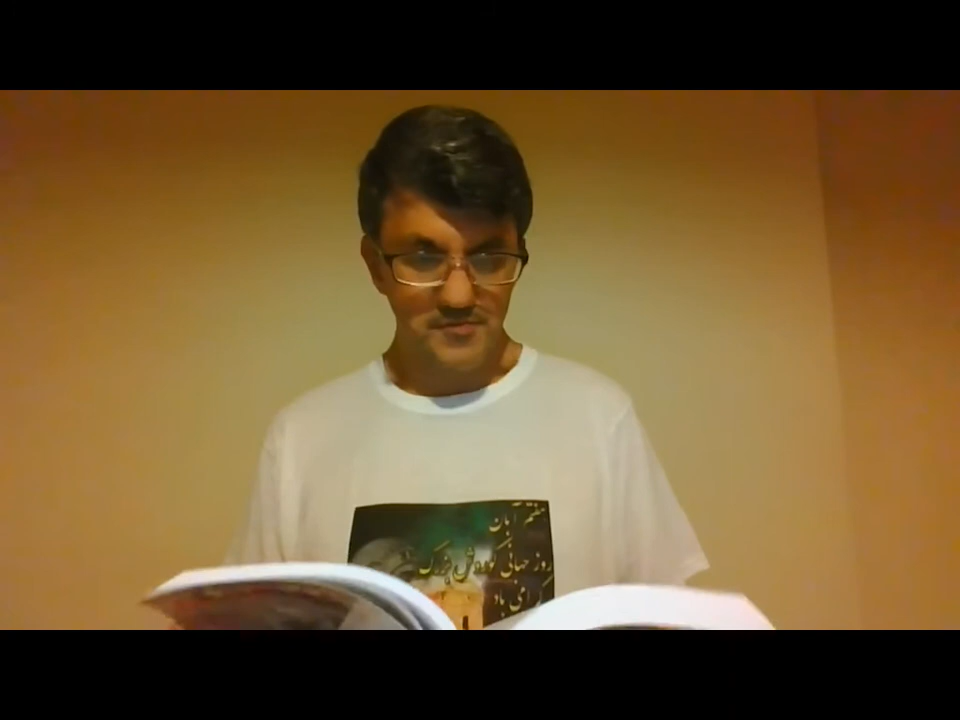 هفتم آبان
روز جهانی کوروش بزرگ
گرامی باد